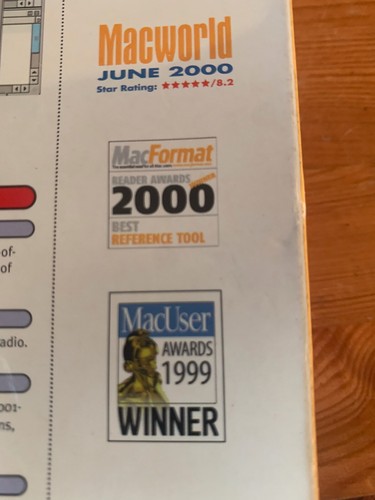 Macworld
JUNE 2000
Star Rating: ★★★★★/8.2
MacFormat
READER AWARDS
2000
BEST
REFERENCE TOOL
-of-
of
adio.
001-
ns,
MacUser
AWARDS
1999
WINNER